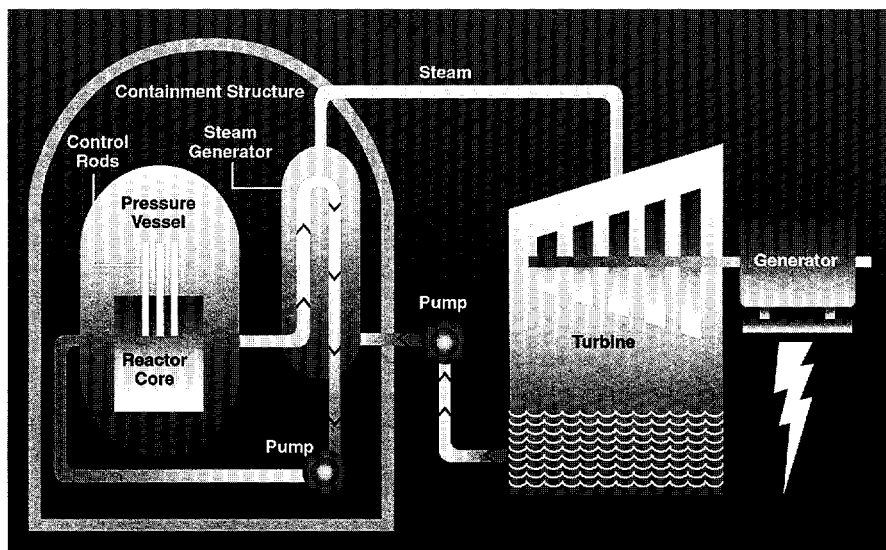 Steam
Containment Structure
Control
Rods
Steam
Generator
Pressure
Vessel
Generator
Pump
Turbine
Reactor
Core
Pump